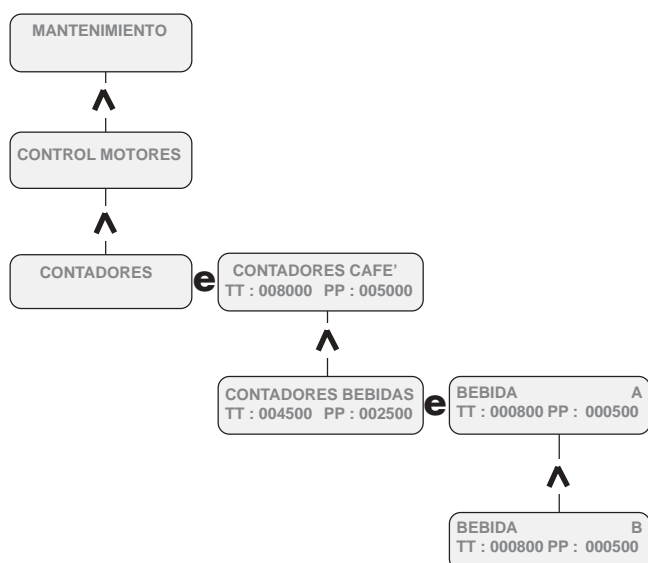 MANTENIMIENTO
^
CONTROL MOTORES
^
CONTADORES
e
CONTADORES CAFE’
TT : 008000 PP : 005000
^
CONTADORES BEBIDAS
TT : 004500 PP : 002500
e
BEBIDA A
TT : 000800 PP : 000500
^
BEBIDA B
TT : 000800 PP : 000500